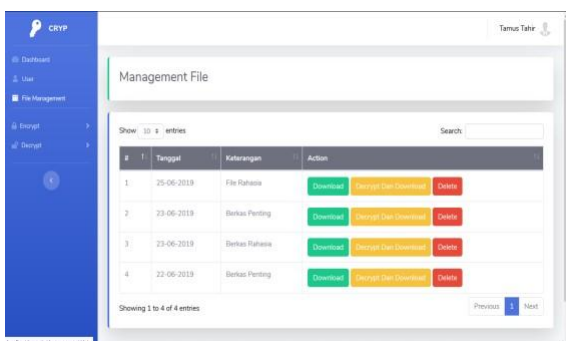 CRYP
Tamus Tahir
Dashboard
User
File Management
Encrypt
Decrypt
Management File
Show 10 entries
Search:
# Tanggal Keterangan Action
1 25-06-2019 File Rahasia Download Decrypt Dan Download Delete
2 23-06-2019 Berkas Penting Download Decrypt Dan Download Delete
3 23-06-2019 Berkas Rahasia Download Decrypt Dan Download Delete
4 22-06-2019 Berkas Penting Download Decrypt Dan Download Delete
Showing 1 to 4 of 4 entries
Previous 1 Next